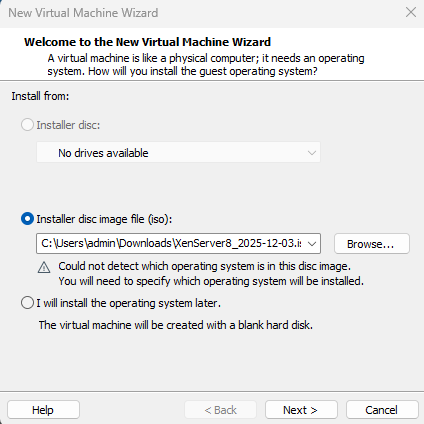 New Virtual Machine Wizard
Welcome to the New Virtual Machine Wizard
A virtual machine is like a physical computer; it needs an operating
system. How will you install the guest operating system?
Install from:
Installer disc:
No drives available
Installer disc image file (iso):
C:\Users\admin\Downloads\XenServer8_2025-12-03.is
Browse...
Could not detect which operating system is in this disc image.
You will need to specify which operating system will be installed.
I will install the operating system later.
The virtual machine will be created with a blank hard disk.
Help
< Back
Next >
Cancel